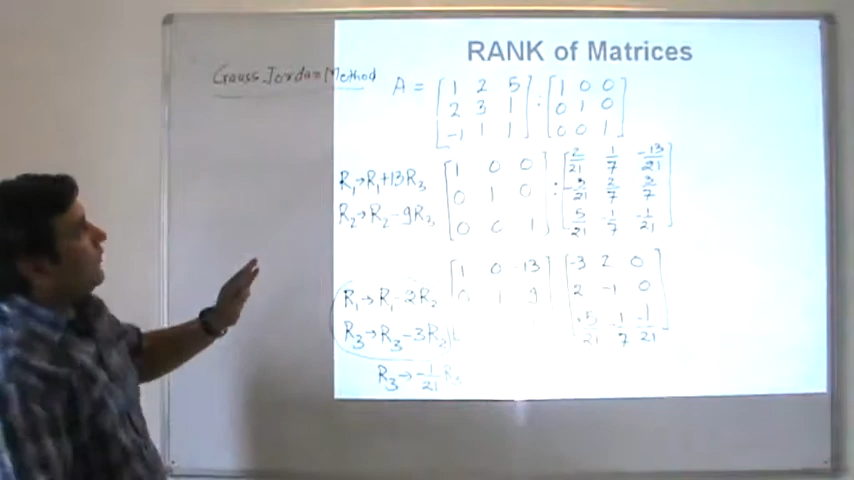 RANK of Matrices
Gauss Jordan Method
A = [1 2 5 : [1 0 0
2 3 1 0 1 0
-1 1 1] 0 0 1]
R₁→R₁+13R₃ [1 0 0 : [2/21 1/7 -13/21
R₂→R₂-9R₃ 0 1 0 -3/21 2/7 3/7
0 0 1] 5/21 -1/7 -1/21]
[1 0 -13] [-3 2 0
R₁→R₁-2R₂ 0 1 9 2 -1 0
R₃→R₃-3R₂ 5/21 -1/7 -1/21]
R₃→-1/21 R₃